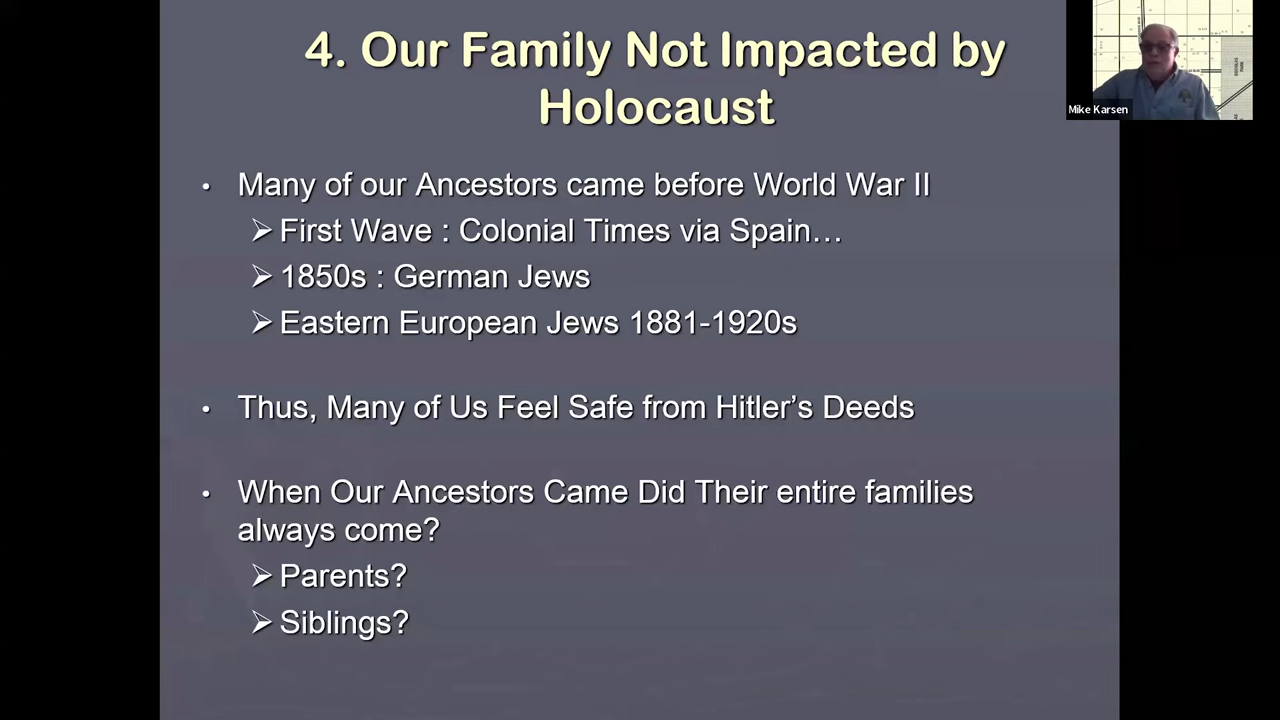 4. Our Family Not Impacted by
Holocaust
• Many of our Ancestors came before World War II
➢ First Wave : Colonial Times via Spain…
➢ 1850s : German Jews
➢ Eastern European Jews 1881-1920s
• Thus, Many of Us Feel Safe from Hitler’s Deeds
• When Our Ancestors Came Did Their entire families
always come?
➢ Parents?
➢ Siblings?
Mike Karsen